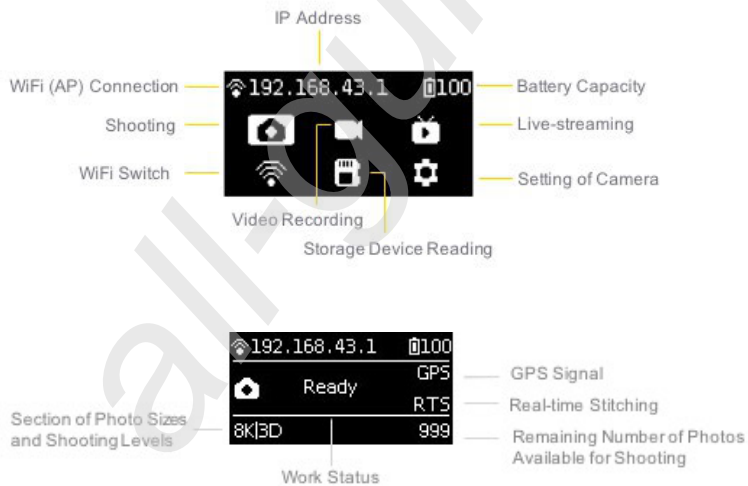 IP Address
WiFi (AP) Connection
192.168.43.1
100
Battery Capacity
Shooting
Live-streaming
WiFi Switch
Setting of Camera
Video Recording
Storage Device Reading
192.168.43.1
100
Ready
GPS
GPS Signal
RTS
Real-time Stitching
Section of Photo Sizes
and Shooting Levels
8K|3D
999
Remaining Number of Photos
Available for Shooting
Work Status
all-gui